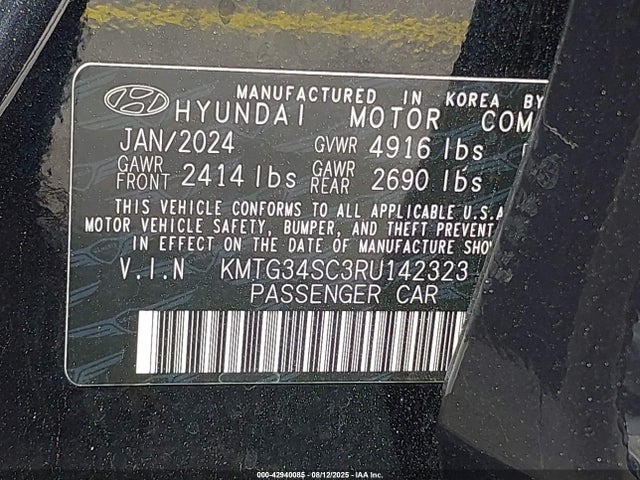 MANUFACTURED IN KOREA BY
HYUNDAI MOTOR COM
JAN/2024 GVWR 4916 lbs
GAWR FRONT 2414 lbs GAWR REAR 2690 lbs
THIS VEHICLE CONFORMS TO ALL APPLICABLE U.S.A
MOTOR VEHICLE SAFETY, BUMPER, AND THEFT PREVENT
IN EFFECT ON THE DATE OF MANUFACTURE SHOW
V.I.N KMTG34SC3RU142323
PASSENGER CAR
000-42940085 - 08/12/2025 - IAA Inc.